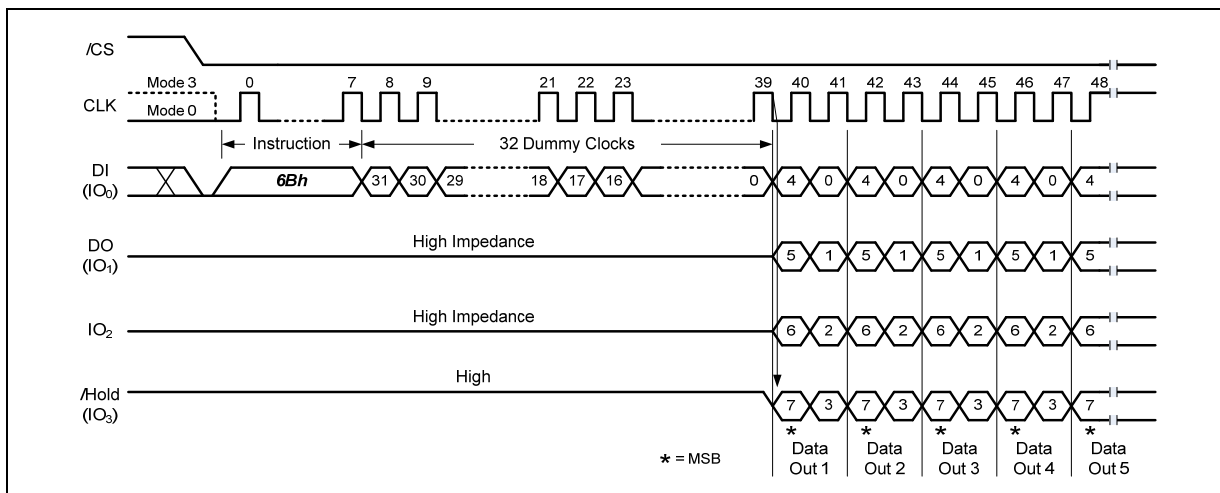 /CS
Mode 3 0 7 8 9 21 22 23 39 40 41 42 43 44 45 46 47 48
CLK Mode 0
Instruction 32 Dummy Clocks
DI 6Bh 31 30 29 18 17 16 0 4 0 4 0 4 0 4 0 4
(IO0)
High Impedance
DO 5 1 5 1 5 1 5 1 5
(IO1)
High Impedance
IO2 6 2 6 2 6 2 6 2 6
High
/Hold 7 3 7 3 7 3 7 3 7
(IO3)
* * * * *
* = MSB
Data Data Data Data Data
Out 1 Out 2 Out 3 Out 4 Out 5